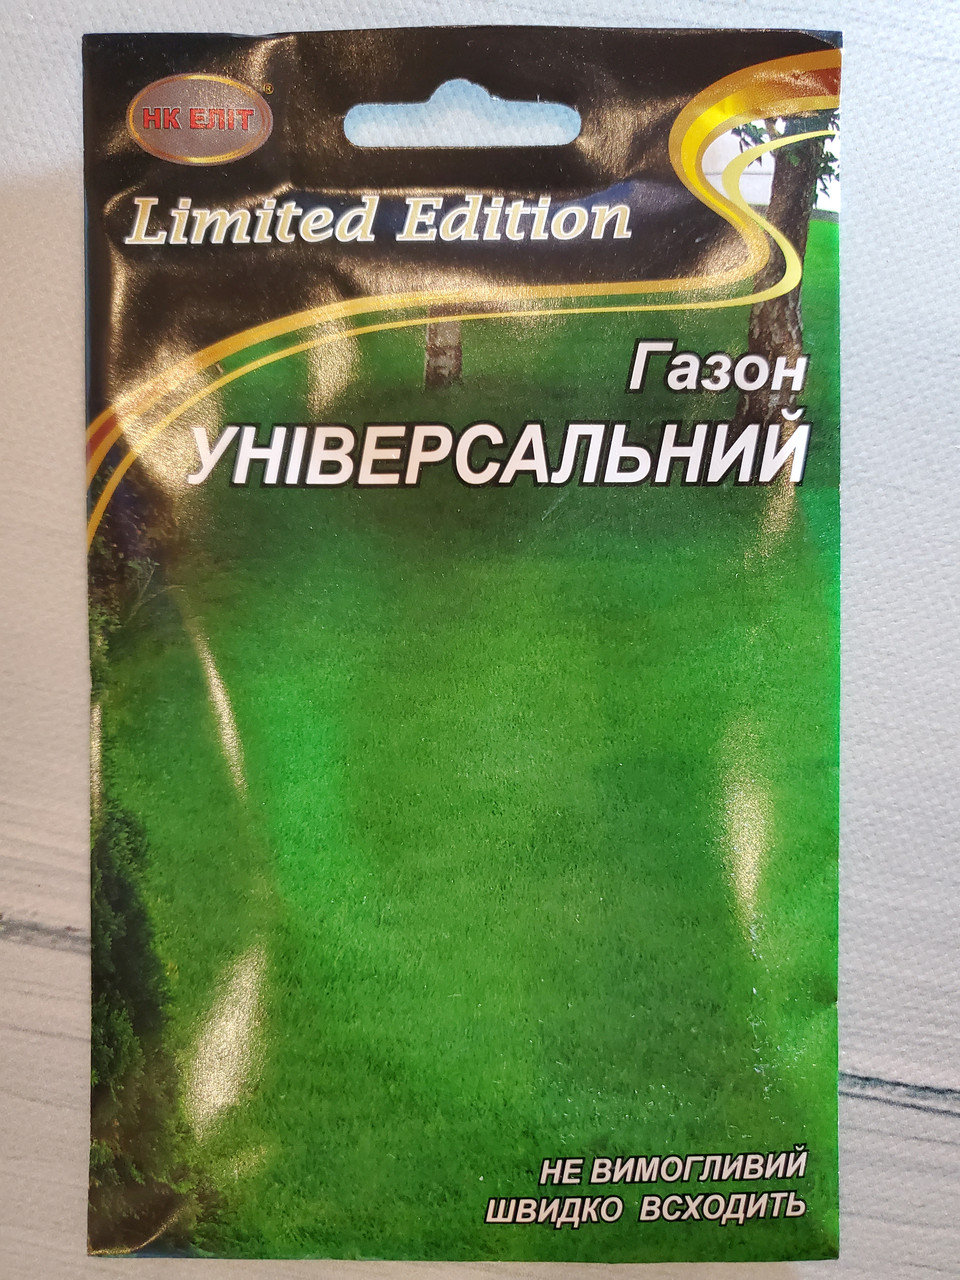 НК ЕЛІТ®
Limited Edition
Газон
УНІВЕРСАЛЬНИЙ
НЕ ВИМОГЛИВИЙ
ШВИДКО ВСХОДИТЬ